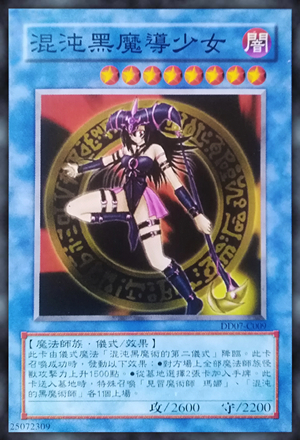 混沌黑魔導少女
闇
DD07-C009
【魔法師族・儀式/效果】
此卡由儀式魔法「混沌黑魔術的第二儀式」降臨。此卡
召喚成功時，發動以下效果：●對方場上全部魔法師族怪
獸攻擊力上升1500點。●從墓地選擇2張卡加入手牌。此
卡送入墓地時，特殊召喚「見習魔術師 瑪娜」、「混沌
的黑魔術師」各1個上場。
攻/2600 守/2200
25072309